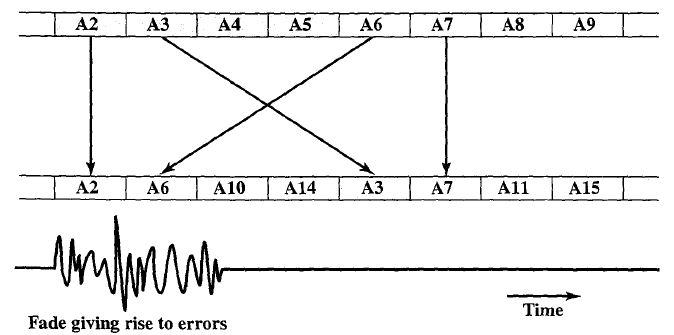 A2 A3 A4 A5 A6 A7 A8 A9
A2 A6 A10 A14 A3 A7 A11 A15
Time
Fade giving rise to errors